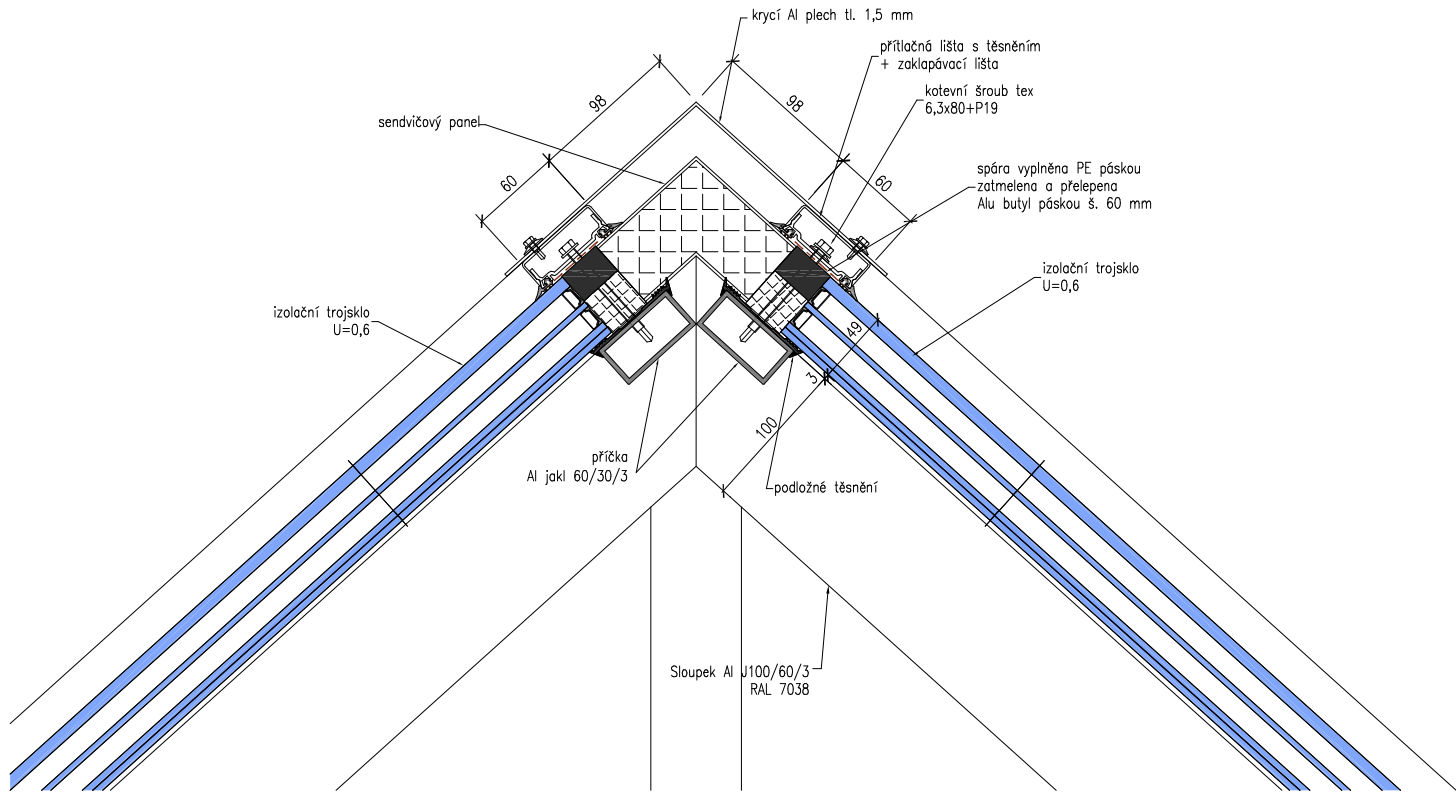 krycí Al plech tl. 1,5 mm
přítlačná lišta s těsněním
+ zaklapávací lišta
98
98
kotevní šroub tex
6,3x80+P19
sendvičový panel
spára vyplněna PE páskou
zatmelena a přelepena
Alu butyl páskou š. 60 mm
60
60
izolační trojsklo
U=0,6
izolační trojsklo
U=0,6
49
3
100
příčka
Al jakl 60/30/3
podložné těsnění
Sloupek Al J100/60/3
RAL 7038